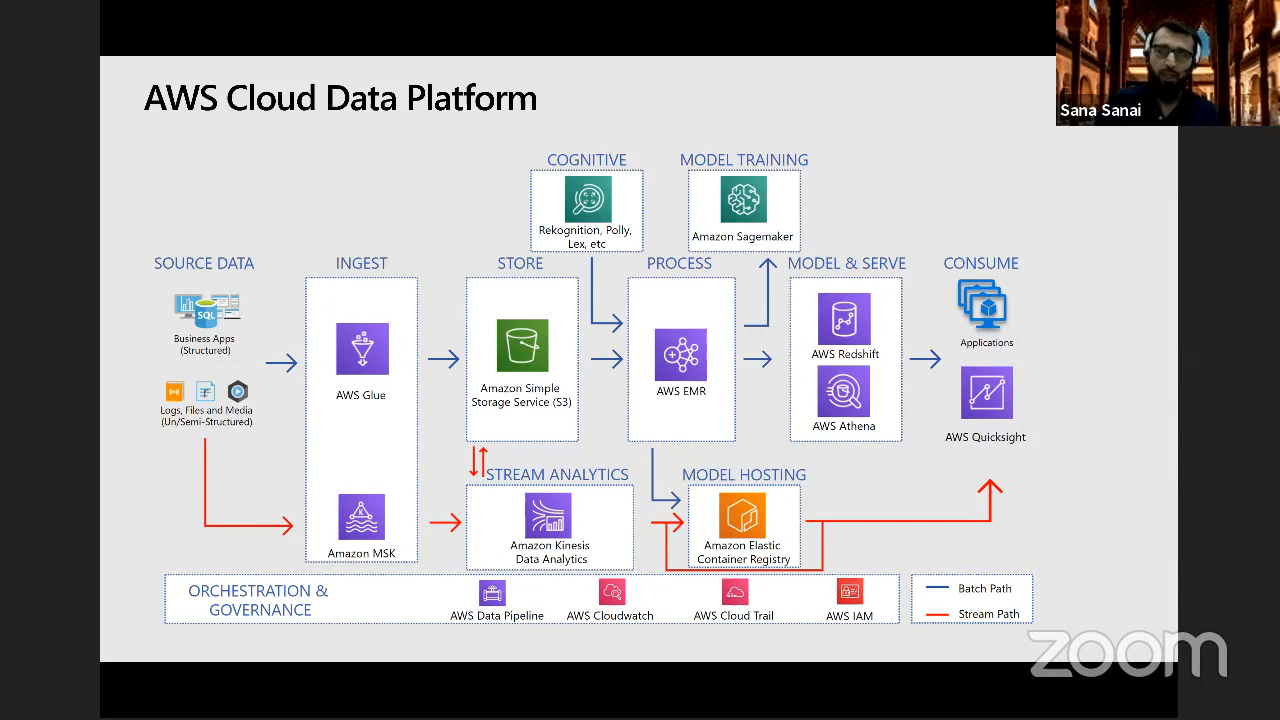 Sana Sanai
AWS Cloud Data Platform
COGNITIVE
Rekognition, Polly,
Lex, etc
MODEL TRAINING
Amazon Sagemaker
SOURCE DATA
SQL
Business Apps
(Structured)
Logs, Files and Media
(Un/Semi-Structured)
INGEST
AWS Glue
Amazon MSK
STORE
Amazon Simple
Storage Service (S3)
PROCESS
AWS EMR
MODEL & SERVE
AWS Redshift
AWS Athena
CONSUME
Applications
AWS Quicksight
STREAM ANALYTICS
Amazon Kinesis
Data Analytics
MODEL HOSTING
Amazon Elastic
Container Registry
ORCHESTRATION &
GOVERNANCE
AWS Data Pipeline
AWS Cloudwatch
AWS Cloud Trail
AWS IAM
Batch Path
Stream Path
zoom